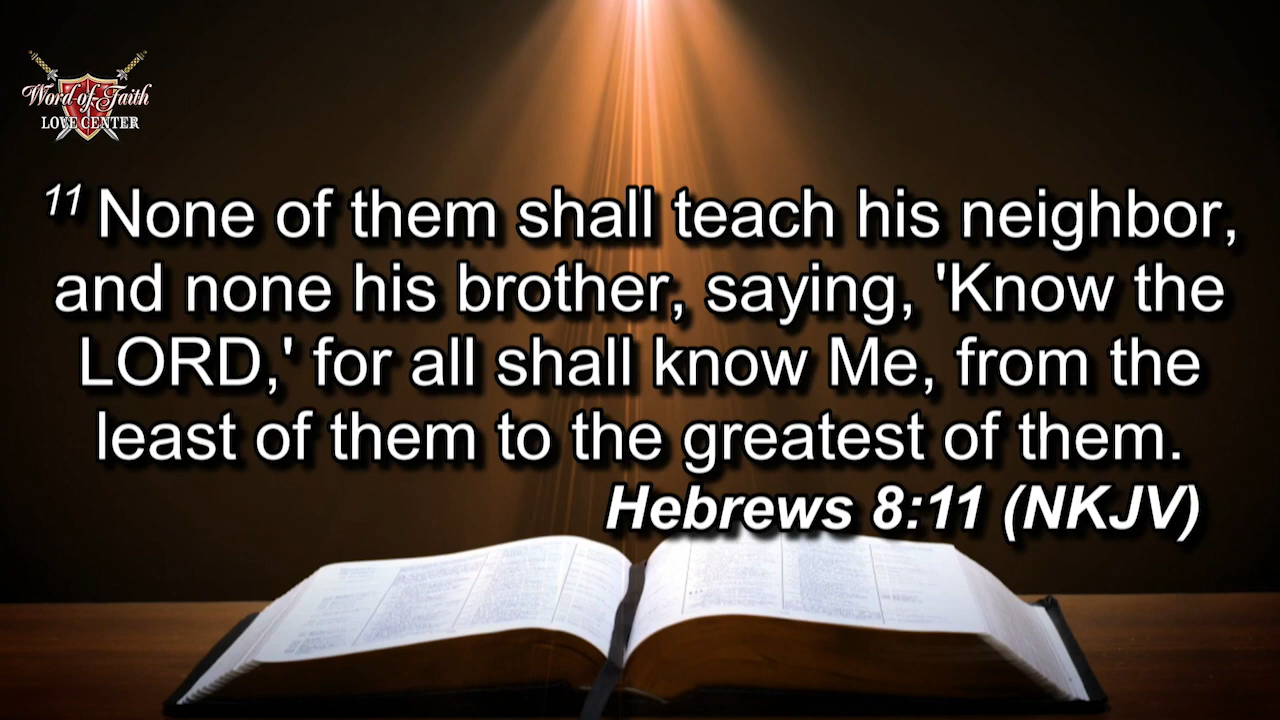 Word of Faith
LOVE CENTER
11 None of them shall teach his neighbor,
and none his brother, saying, 'Know the
LORD,' for all shall know Me, from the
least of them to the greatest of them.
Hebrews 8:11 (NKJV)